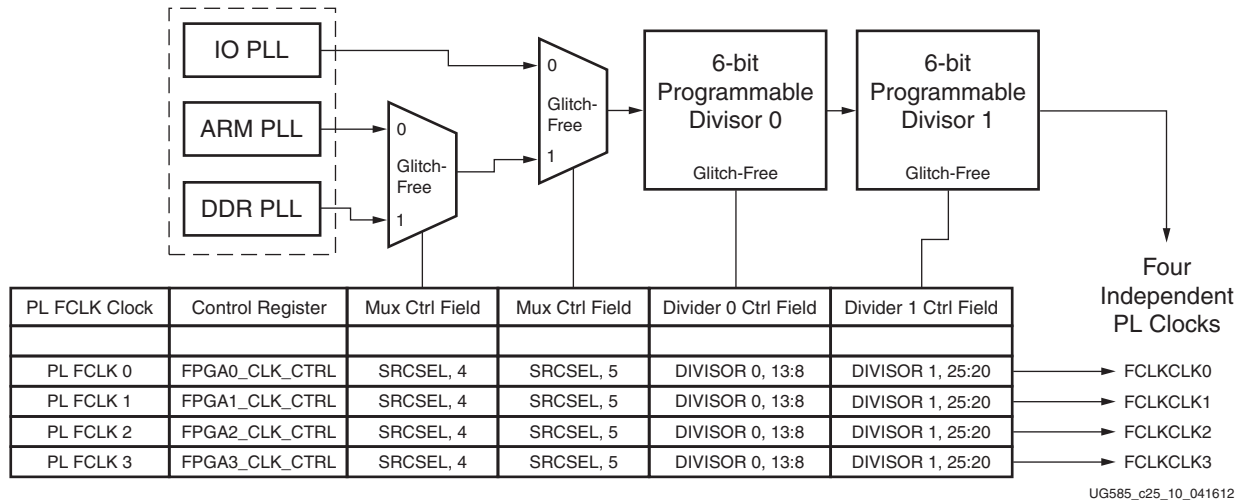 IO PLL
ARM PLL
DDR PLL
0
Glitch-
Free
1
0
Glitch-
Free
1
6-bit
Programmable
Divisor 0
Glitch-Free
6-bit
Programmable
Divisor 1
Glitch-Free
Four
Independent
PL Clocks
PL FCLK Clock Control Register Mux Ctrl Field Mux Ctrl Field Divider 0 Ctrl Field Divider 1 Ctrl Field
PL FCLK 0 FPGA0_CLK_CTRL SRCSEL, 4 SRCSEL, 5 DIVISOR 0, 13:8 DIVISOR 1, 25:20 FCLKCLK0
PL FCLK 1 FPGA1_CLK_CTRL SRCSEL, 4 SRCSEL, 5 DIVISOR 0, 13:8 DIVISOR 1, 25:20 FCLKCLK1
PL FCLK 2 FPGA2_CLK_CTRL SRCSEL, 4 SRCSEL, 5 DIVISOR 0, 13:8 DIVISOR 1, 25:20 FCLKCLK2
PL FCLK 3 FPGA3_CLK_CTRL SRCSEL, 4 SRCSEL, 5 DIVISOR 0, 13:8 DIVISOR 1, 25:20 FCLKCLK3
UG585_c25_10_041612